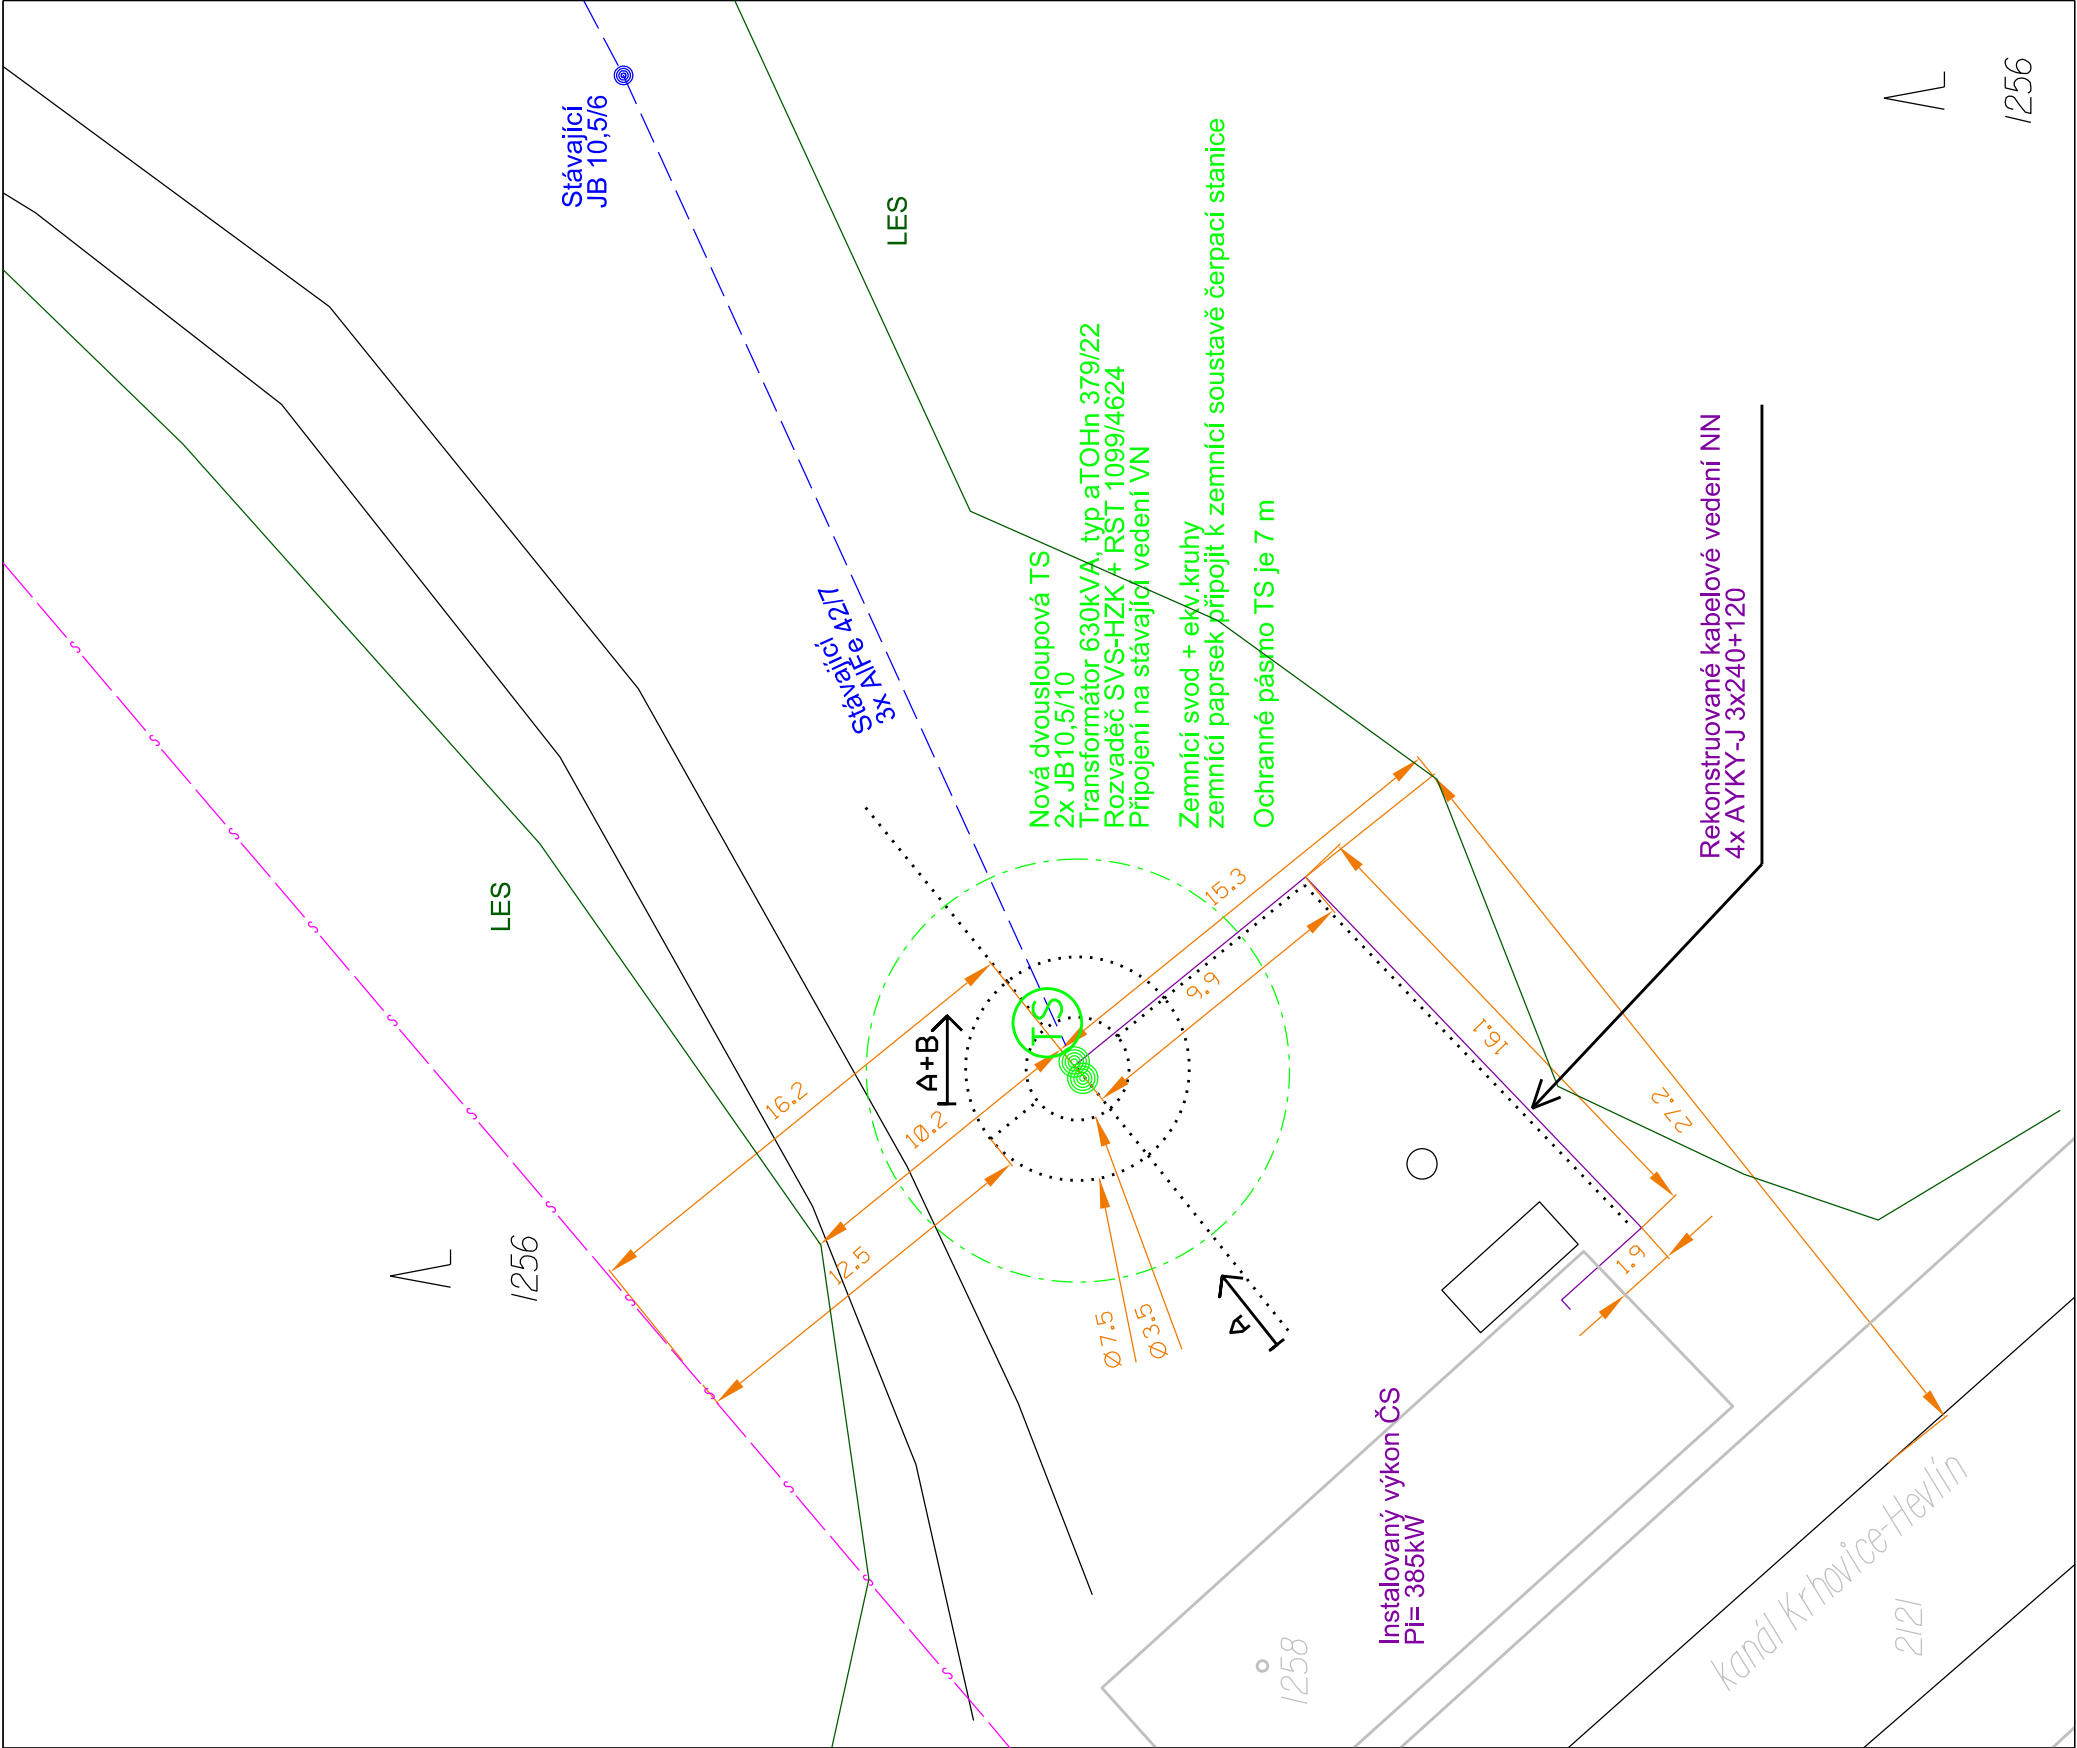 Stávající
JB 10,5/6
LES
1256
Stávající
3x AlFe 42/7
Nová dvousloupová TS
2x JB10,5/10
Transformátor 630kVA, typ aTOHn 379/22
Rozvaděč SVS-HZK + RST 1099/4624
Připojení na stávající vedení VN
Zemnící svod + ekv.kruhy
zemnící paprsek připojit k zemnící soustavě čerpací stanice
Ochranné pásmo TS je 7 m
Rekonstruované kabelové vedení NN
4x AYKY-J 3x240+120
LES
1256
TS
A+B
A
16.2
10.2
12.5
15.3
9.9
16.1
27.2
1.9
Ø7.5
Ø3.5
Instalovaný výkon ČS
Pi= 385kW
1258
kanál Krhovice-Hevlín
2121
s
s
s
s
s
s
s
s
s
s
s
s